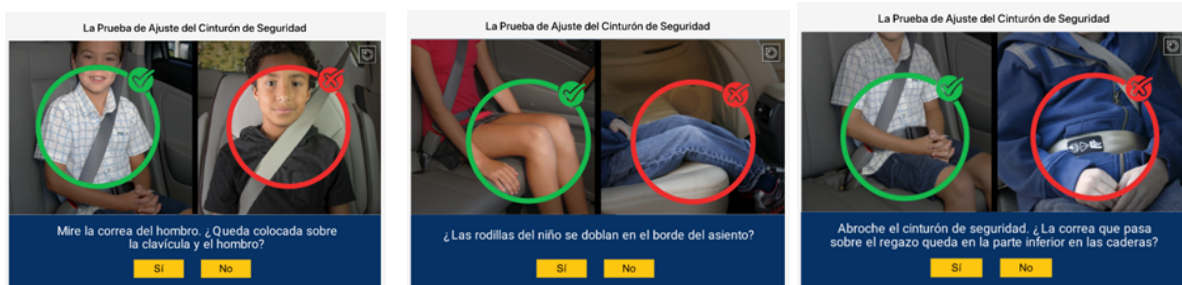 La Prueba de Ajuste del Cinturón de Seguridad
Mire la correa del hombro. ¿Queda colocada sobre
la clavícula y el hombro?
Sí
No
La Prueba de Ajuste del Cinturón de Seguridad
¿Las rodillas del niño se doblan en el borde del asiento?
Sí
No
La Prueba de Ajuste del Cinturón de Seguridad
Abroche el cinturón de seguridad. ¿La correa que pasa
sobre el regazo queda en la parte inferior en las caderas?
Sí
No